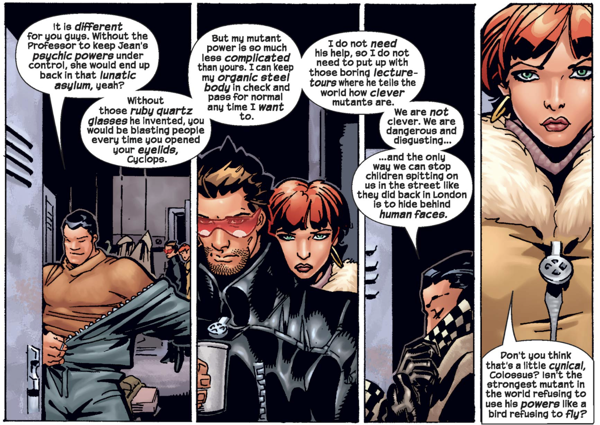 It is different
for you guys. Without the
Professor to keep Jean's
psychic powers under
control, she would end up
back in that lunatic
asylum, yeah?
Without
those ruby quartz
glasses he invented, you
would be blasting people
every time you opened
your eyelids,
Cyclops.
But my mutant
power is so much
less complicated
than yours. I can keep
my organic steel
body in check and
pass for normal
any time I want
to.
I do not need
his help, so I do not
need to put up with
those boring lecture-
tours where he tells the
world how clever
mutants are.
We are not
clever. We are
dangerous and
disgusting...
...and the only
way we can stop
children spitting on
us in the street like
they did back in London
is to hide behind
human faces.
Don't you think
that's a little cynical,
Colossus? Isn't the
strongest mutant in
the world refusing to
use his powers like a
bird refusing to fly?